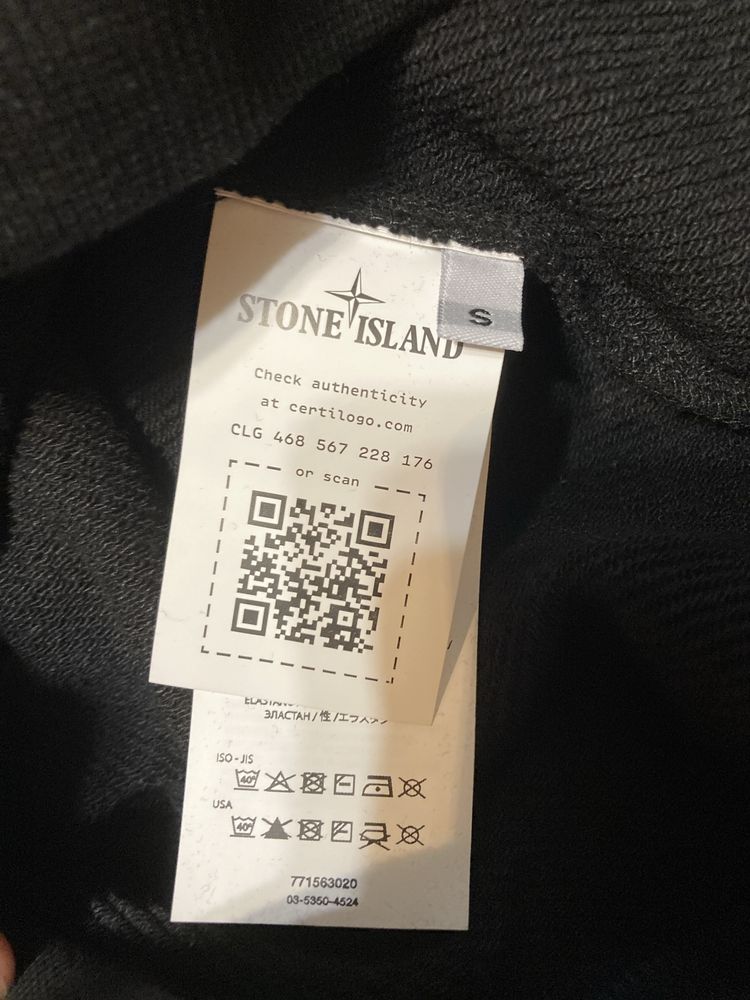 STONE ISLAND
S
Check authenticity
at certilogo.com
CLG 468 567 228 176
or scan
ЭЛАСТАН / 性 /エラスタン
ISO - JIS
40°
USA
40°
771563020
03-5350-4524